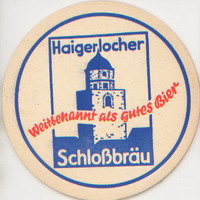 Haigerlocher
Weitbekannt als gutes Bier
Schloßbräu